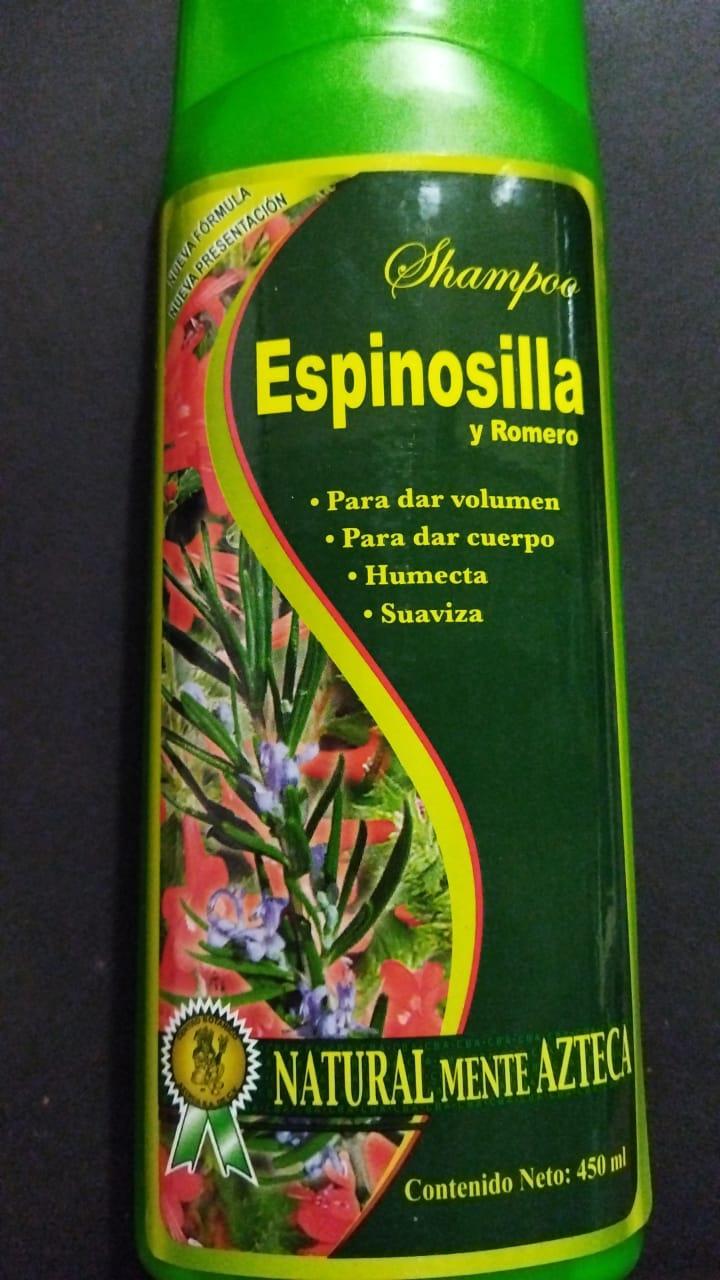 NUEVA FÓRMULA
NUEVA PRESENTACIÓN
Shampoo
Espinosilla
y Romero
• Para dar volumen
• Para dar cuerpo
• Humecta
• Suaviza
NATURAL MENTE AZTECA
Contenido Neto: 450 ml